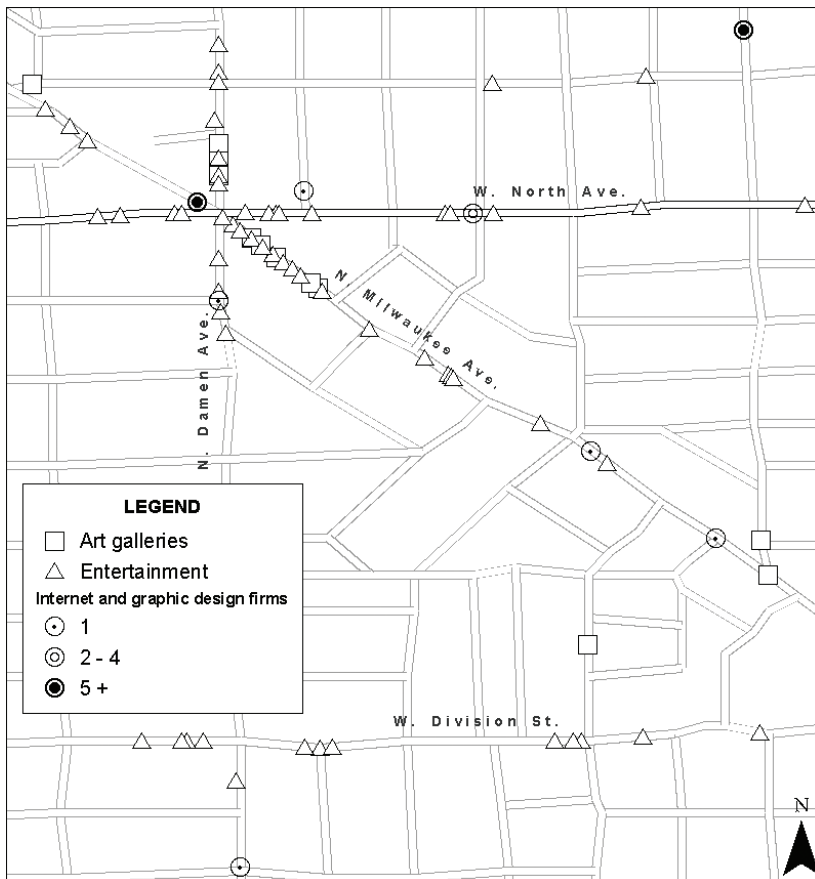 W. North Ave.
N. Milwaukee Ave.
N. Damen Ave.
LEGEND
Art galleries
Entertainment
Internet and graphic design firms
1
2 - 4
5 +
W. Division St.
N